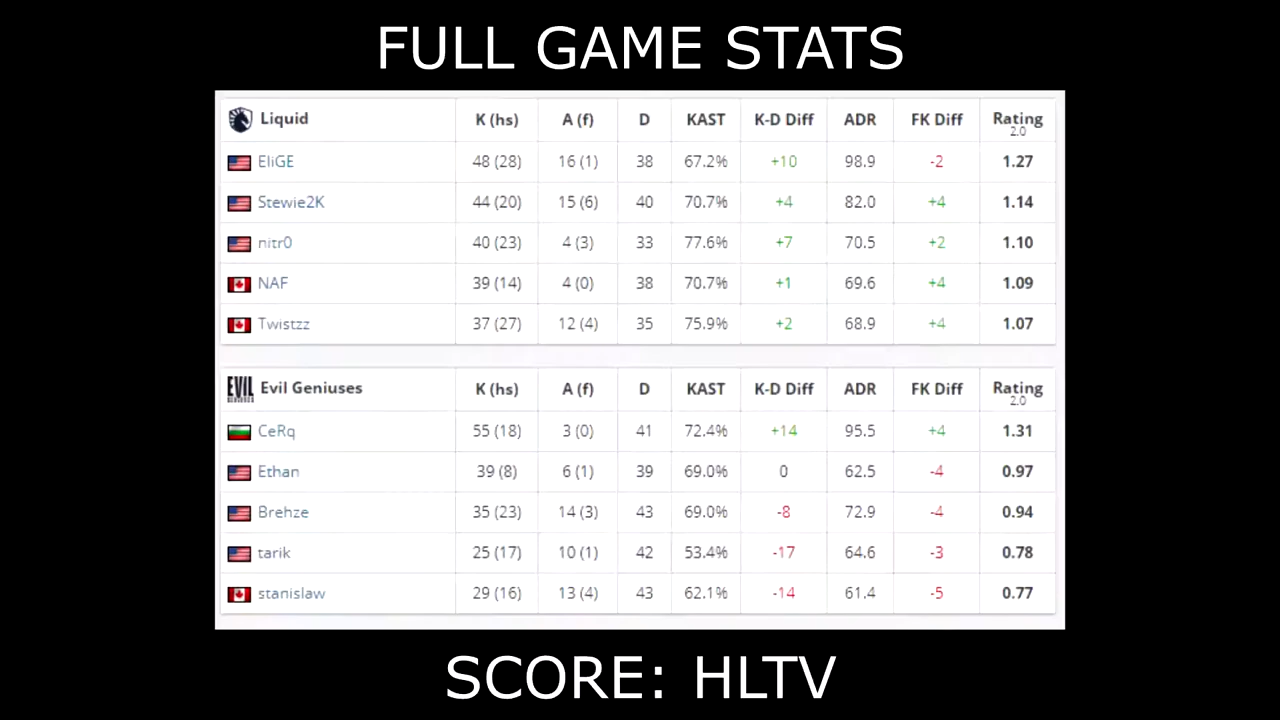 FULL GAME STATS
Liquid K (hs) A (f) D KAST K-D Diff ADR FK Diff Rating 2.0
EliGE 48 (28) 16 (1) 38 67.2% +10 98.9 -2 1.27
Stewie2K 44 (20) 15 (6) 40 70.7% +4 82.0 +4 1.14
nitr0 40 (23) 4 (3) 33 77.6% +7 70.5 +2 1.10
NAF 39 (14) 4 (0) 38 70.7% +1 69.6 +4 1.09
Twistzz 37 (27) 12 (4) 35 75.9% +2 68.9 +4 1.07
EVIL Evil Geniuses K (hs) A (f) D KAST K-D Diff ADR FK Diff Rating 2.0
CeRq 55 (18) 3 (0) 41 72.4% +14 95.5 +4 1.31
Ethan 39 (8) 6 (1) 39 69.0% 0 62.5 -4 0.97
Brehze 35 (23) 14 (3) 43 69.0% -8 72.9 -4 0.94
tarik 25 (17) 10 (1) 42 53.4% -17 64.6 -3 0.78
stanislaw 29 (16) 13 (4) 43 62.1% -14 61.4 -5 0.77
SCORE: HLTV